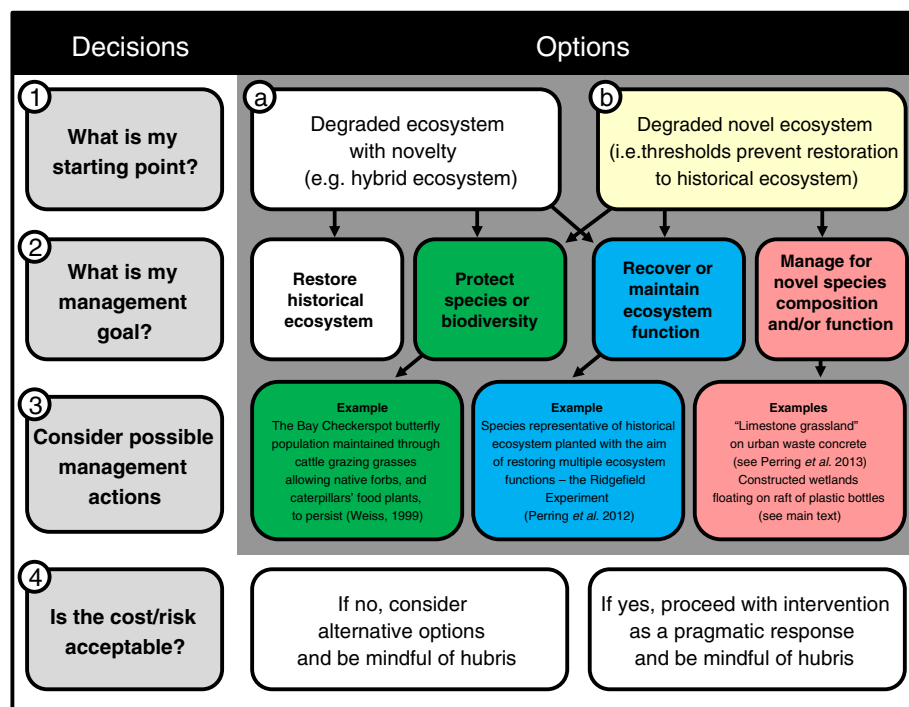 Decisions
Options
1
What is my
starting point?
a
Degraded ecosystem
with novelty
(e.g. hybrid ecosystem)
b
Degraded novel ecosystem
(i.e.thresholds prevent restoration
to historical ecosystem)
2
What is my
management
goal?
Restore
historical
ecosystem
Protect
species or
biodiversity
Recover or
maintain
ecosystem
function
Manage for
novel species
composition
and/or function
3
Consider possible
management
actions
Example
The Bay Checkerspot butterfly
population maintained through
cattle grazing grasses
allowing native forbs, and
caterpillars' food plants,
to persist (Weiss, 1999)
Example
Species representative of historical
ecosystem planted with the aim
of restoring multiple ecosystem
functions – the Ridgefield
Experiment
(Perring et al. 2012)
Examples
“Limestone grassland”
on urban waste concrete
(see Perring et al. 2013)
Constructed wetlands
floating on raft of plastic bottles
(see main text)
4
Is the cost/risk
acceptable?
If no, consider
alternative options
and be mindful of hubris
If yes, proceed with intervention
as a pragmatic response
and be mindful of hubris